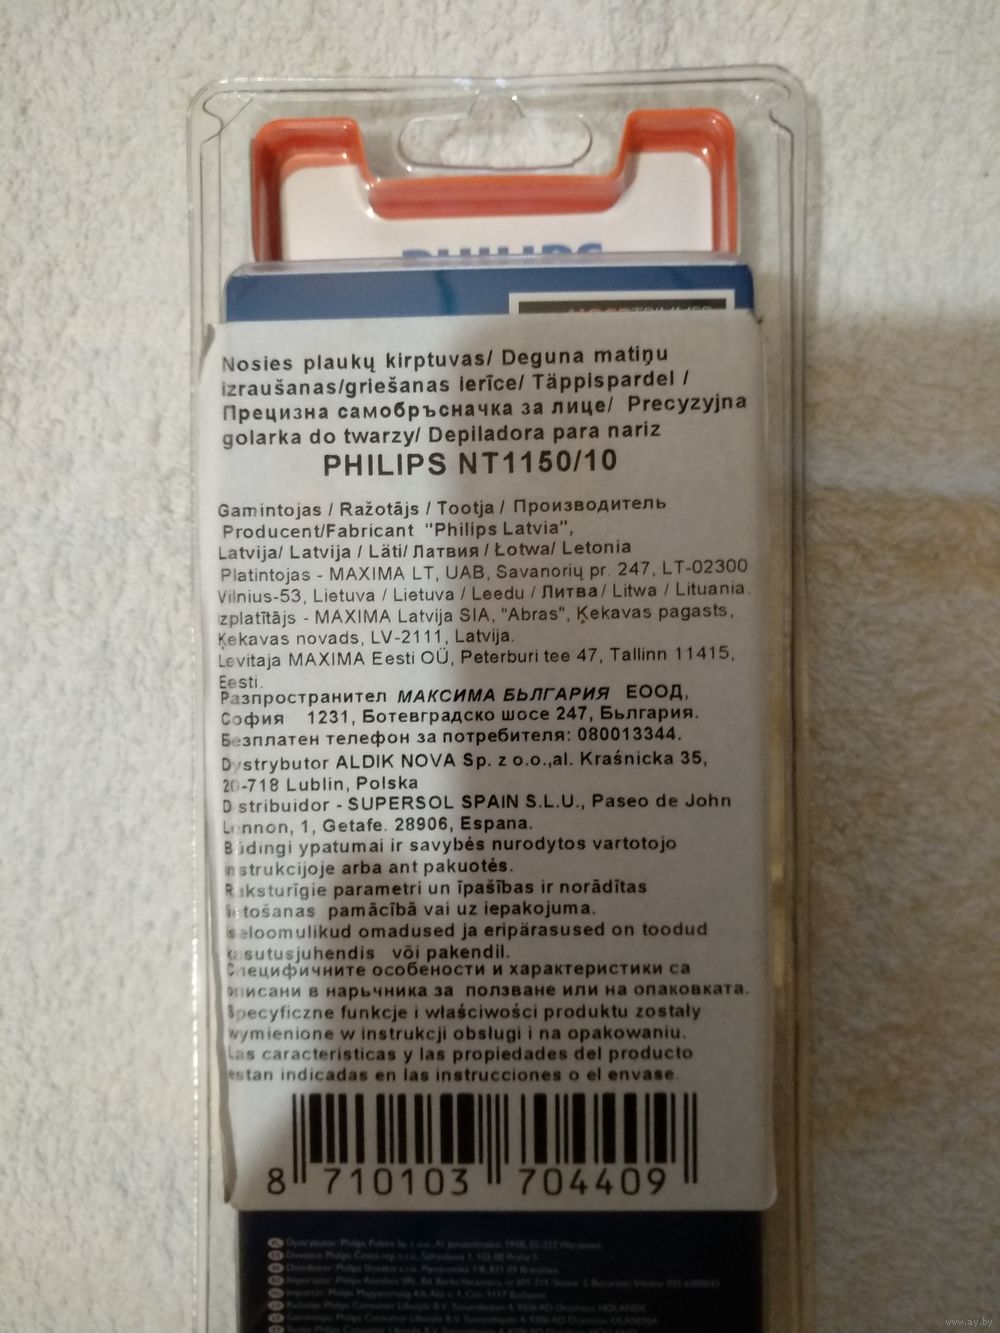 PHILIPS
Nosies plaukų kirptuvas/ Deguna matiņu
izraušanas/griešanas ierīce/ Täppispardel /
Прецизна самобръсначка за лице/ Precyzyjna
golarka do twarzy/ Depiladora para nariz
PHILIPS NT1150/10
Gamintojas / Ražotājs / Tootja / Производитель
Producent/Fabricant "Philips Latvia",
Latvija/ Latvija / Läti/ Латвия / Łotwa/ Letonia
Platintojas - MAXIMA LT, UAB, Savanorių pr. 247, LT-02300
Vilnius-53, Lietuva / Lietuva / Leedu / Литва / Litwa / Lituania.
zplatītājs - MAXIMA Latvija SIA, "Abras", Ķekavas pagasts,
Ķekavas novads, LV-2111, Latvija.
Levitaja MAXIMA Eesti OÜ, Peterburi tee 47, Tallinn 11415,
Eesti.
Разпространител МАКСИМА БЬЛГАРИЯ ЕООД,
София 1231, Ботевградско шосе 247, Бьлгария.
Безплатен телефон за потребителя: 080013344.
Dystrybutor ALDIK NOVA Sp. z o.o.,al. Kraśnicka 35,
20-718 Lublin, Polska
Distribuidor - SUPERSOL SPAIN S.L.U., Paseo de John
Lennon, 1, Getafe. 28906, Espana.
Būdingi ypatumai ir savybės nurodytos vartotojo
instrukcijoje arba ant pakuotės.
Raksturīgie parametri un īpašības ir norādītas
lietošanas pamācībā vai uz iepakojuma.
Iseloomulikud omadused ja eripärasused on toodud
kasutusjuhendis või pakendil.
Специфичните особености и характеристики са
описани в нарьчника за ползване или на опаковката.
Specyficzne funkcje i właściwości produktu zostały
wymienione w instrukcji obsługi i na opakowaniu.
Las caracteristicas y las propiedades del producto
estan indicadas en las instrucciones o el envase
8 710103 704409
www.ay.by